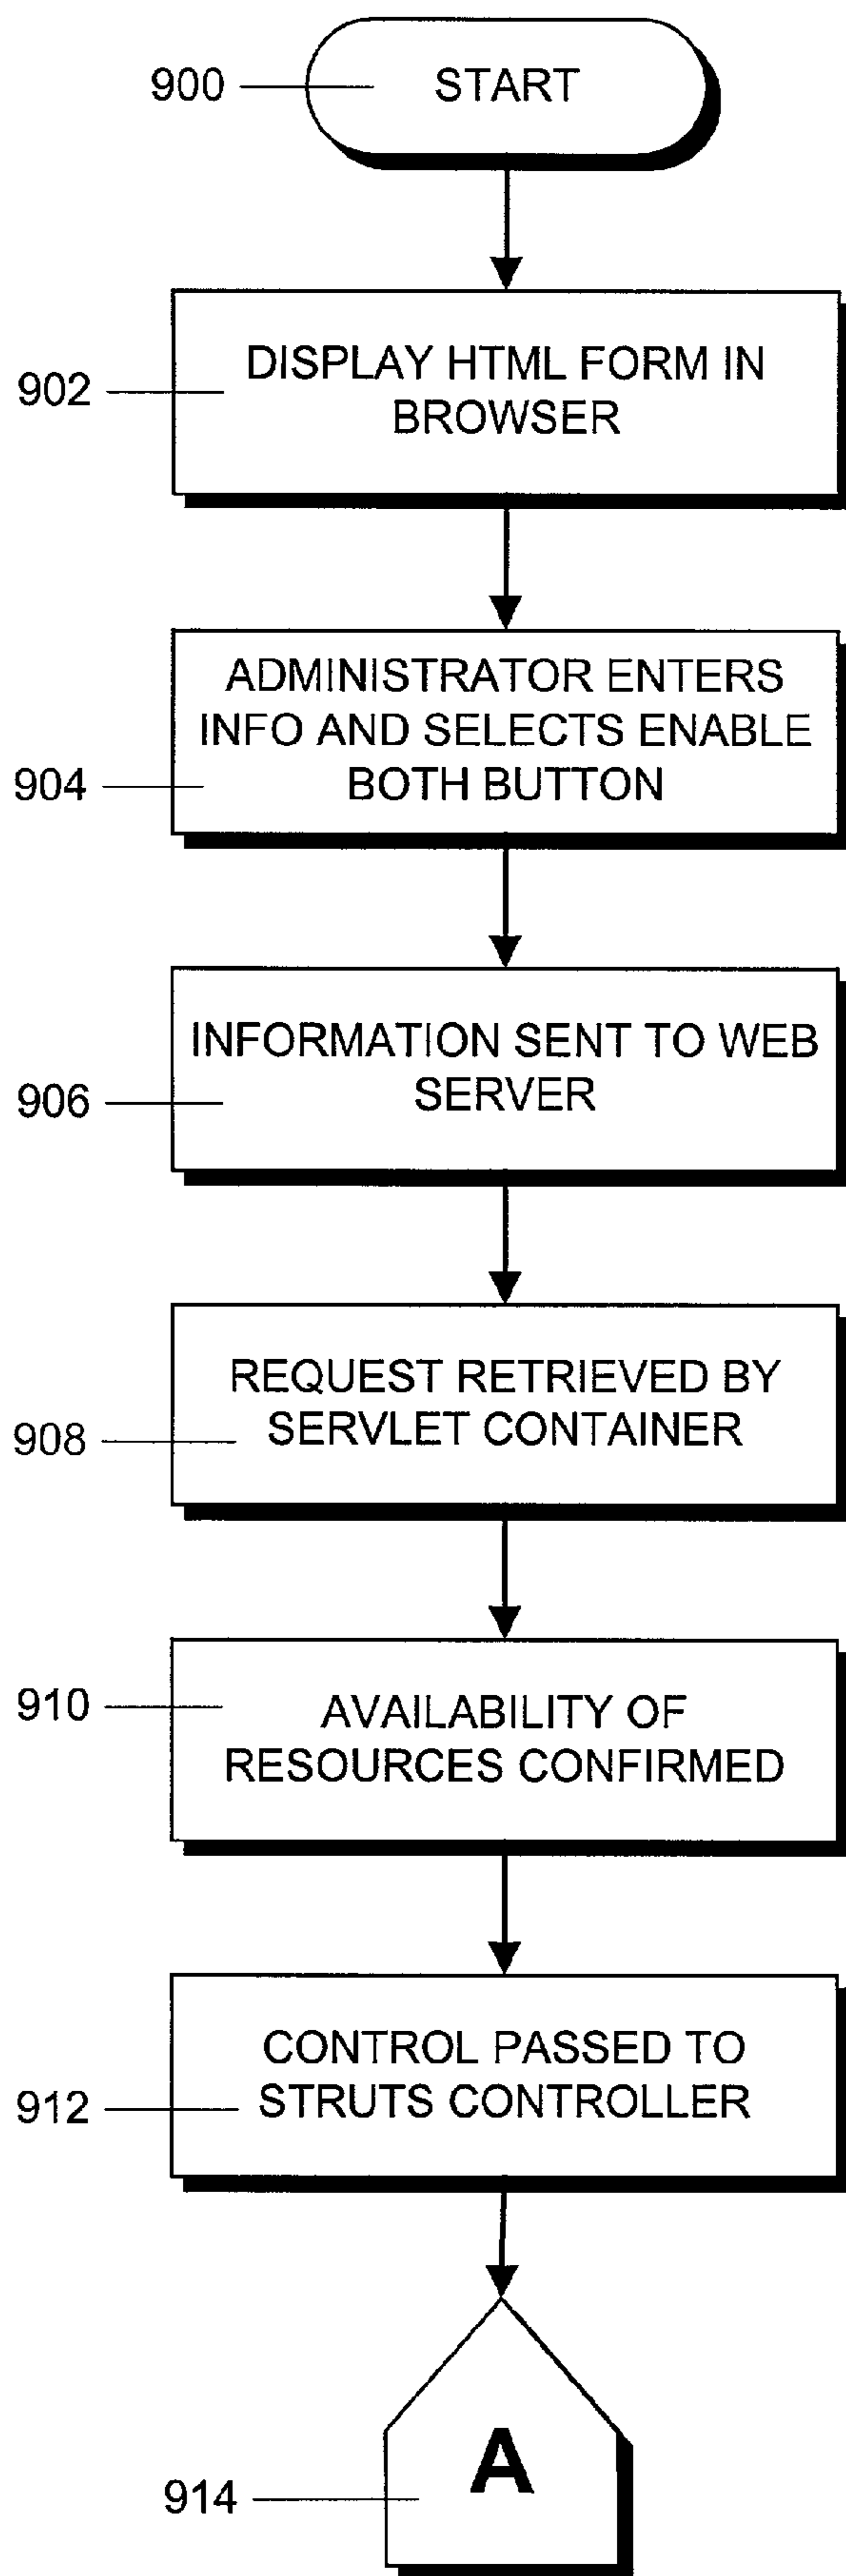 900
START
902
DISPLAY HTML FORM IN
BROWSER
904
ADMINISTRATOR ENTERS
INFO AND SELECTS ENABLE
BOTH BUTTON
906
INFORMATION SENT TO WEB
SERVER
908
REQUEST RETRIEVED BY
SERVLET CONTAINER
910
AVAILABILITY OF
RESOURCES CONFIRMED
912
CONTROL PASSED TO
STRUTS CONTROLLER
914
A